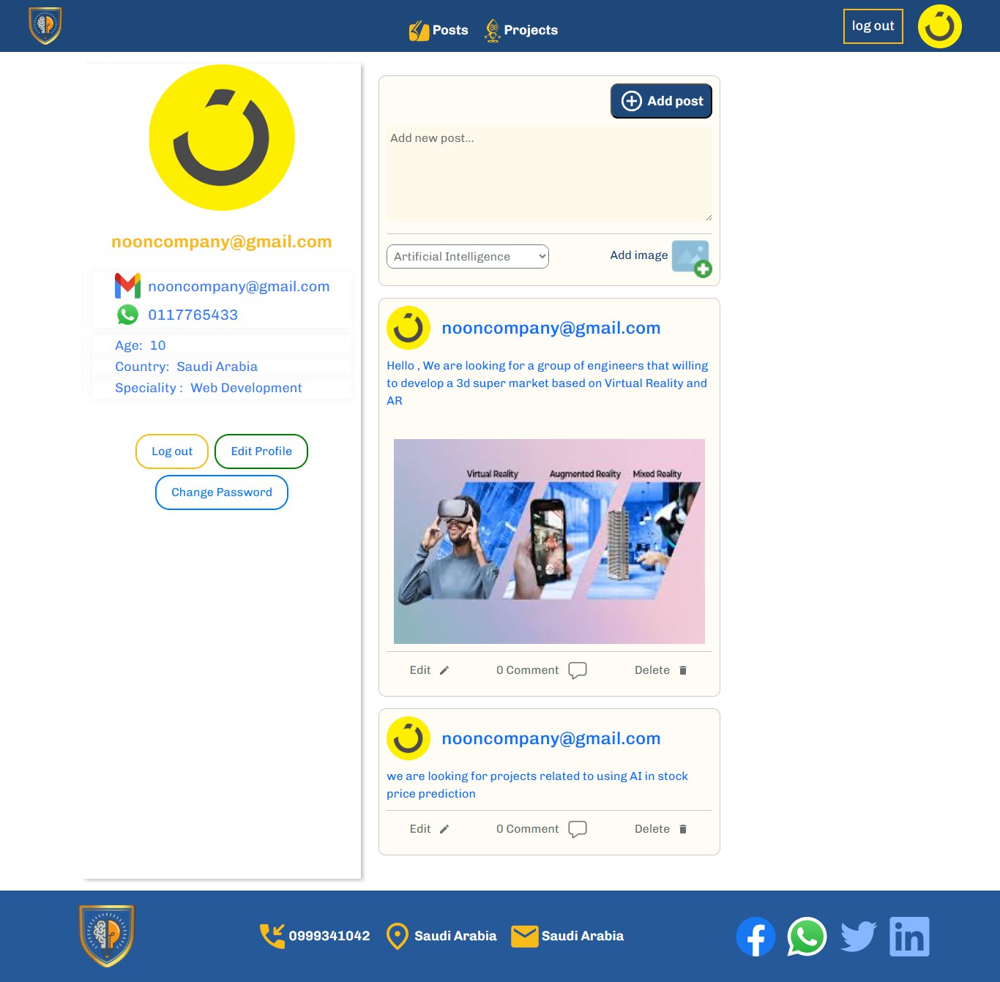 Posts
Projects
log out
nooncompany@gmail.com
nooncompany@gmail.com
0117765433
Age: 10
Country: Saudi Arabia
Speciality : Web Development
Log out
Edit Profile
Change Password
Add post
Add new post...
Artificial Intelligence
Add image
nooncompany@gmail.com
Hello , We are looking for a group of engineers that willing
to develop a 3d super market based on Virtual Reality and
AR
Virtual Reality
Augmented Reality
Mixed Reality
Edit
0 Comment
Delete
nooncompany@gmail.com
we are looking for projects related to using AI in stock
price prediction
Edit
0 Comment
Delete
0999341042
Saudi Arabia
Saudi Arabia